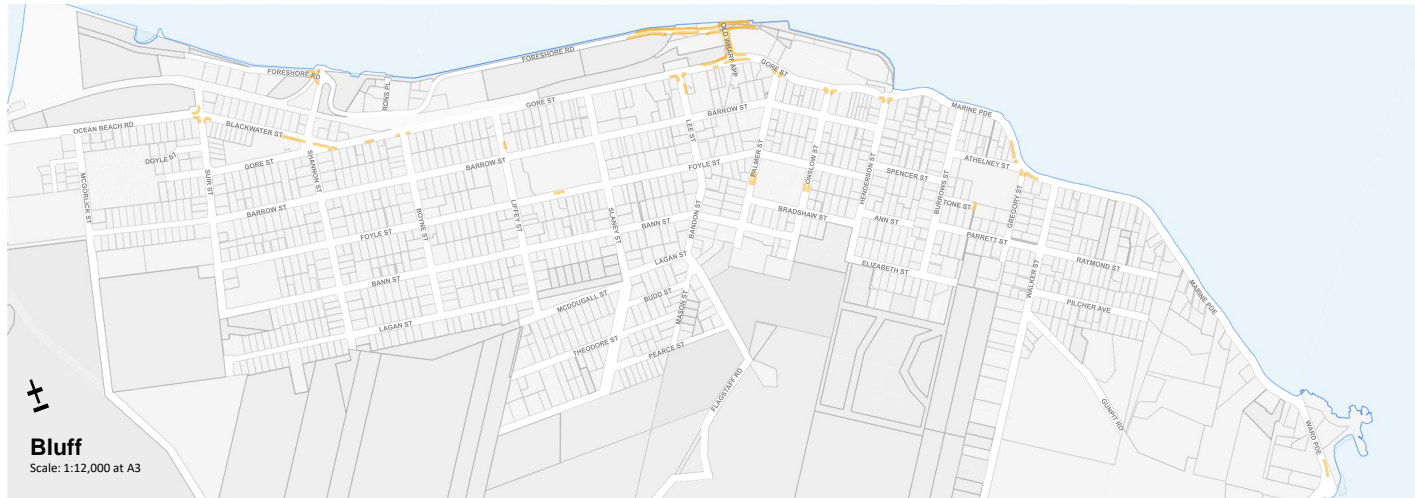 OLD WHARF APP
FORESHORE RD
FORESHORE RD
GORE ST
RONS PL
GORE ST
BARROW ST
MARINE PDE
OCEAN BEACH RD
BLACKWATER ST
LEE ST
DOYLE ST
GORE ST
SHANNON ST
BARROW ST
FOYLE ST
PALMER ST
ONSLOW ST
HENDERSON ST
SPENCER ST
ATHELNEY ST
MCGORLICK ST
SUIR ST
BARROW ST
BOYNE ST
LIFFEY ST
SLANEY ST
BANN ST
BANDON ST
BRADSHAW ST
ANN ST
BURROWS ST
TONE ST
GREGORY ST
FOYLE ST
PARRETT ST
LAGAN ST
ELIZABETH ST
WALKER ST
RAYMOND ST
BANN ST
MCDOUGALL ST
BUDD ST
MASON ST
PILCHER AVE
MARINE PDE
LAGAN ST
THEODORE ST
PEARCE ST
FLAGSTAFF RD
GUNPIT RD
WARD PDE
Bluff
Scale: 1:12,000 at A3